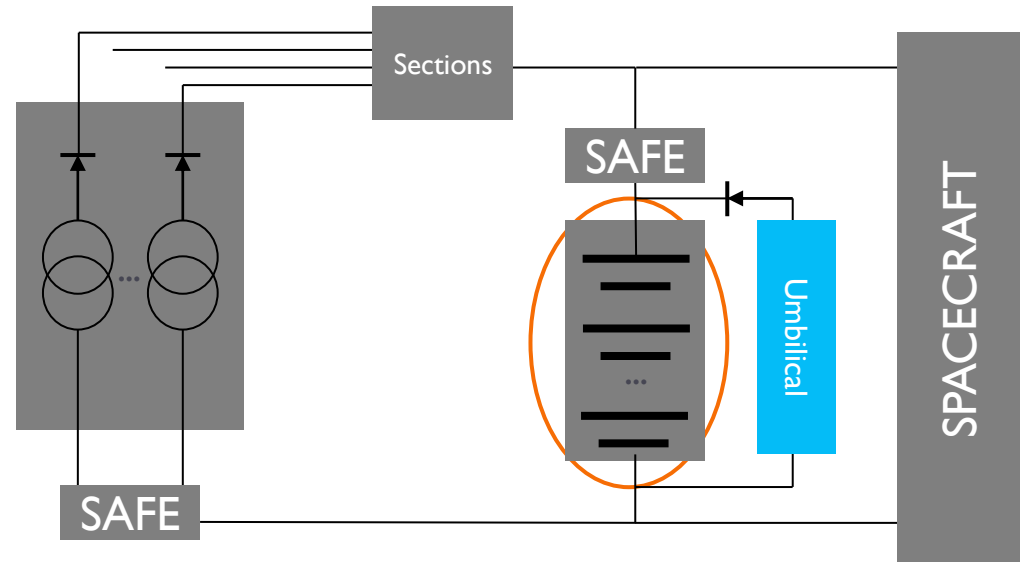 Sections
SAFE
...
Umbilical
...
SAFE
SPACECRAFT